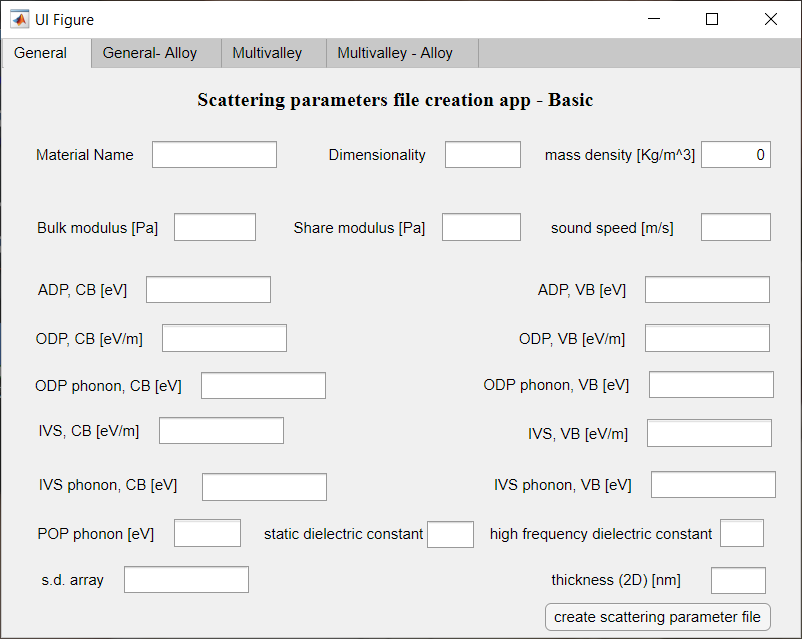 UI Figure
General General- Alloy Multivalley Multivalley - Alloy
Scattering parameters file creation app - Basic
Material Name Dimensionality mass density [Kg/m^3] 0
Bulk modulus [Pa] Share modulus [Pa] sound speed [m/s]
ADP, CB [eV] ADP, VB [eV]
ODP, CB [eV/m] ODP, VB [eV/m]
ODP phonon, CB [eV] ODP phonon, VB [eV]
IVS, CB [eV/m] IVS, VB [eV/m]
IVS phonon, CB [eV] IVS phonon, VB [eV]
POP phonon [eV] static dielectric constant high frequency dielectric constant
s.d. array thickness (2D) [nm]
create scattering parameter file